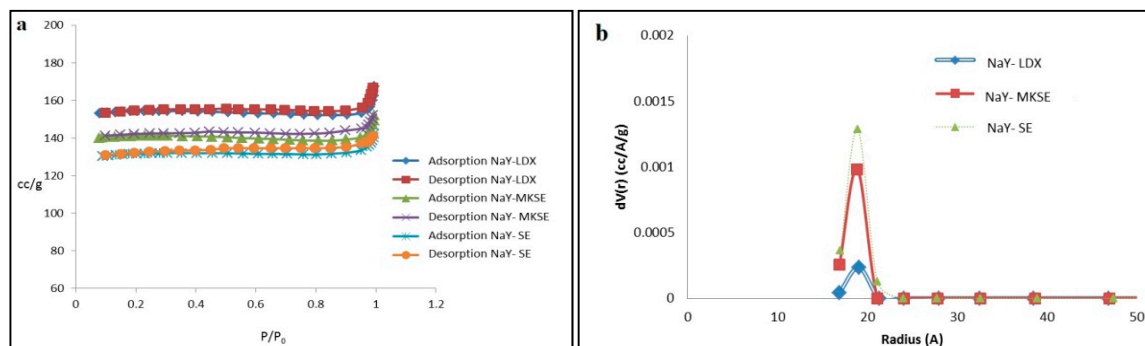 a
200
180
160
140
120
100
80
60
cc/g
0
0.2
0.4
0.6
0.8
1
1.2
P/P0
Adsorption NaY-LDX
Desorption NaY-LDX
Adsorption NaY-MKSE
Desorption NaY- MKSE
Adsorption NaY- SE
Desorption NaY- SE
b
0.002
0.0015
0.001
0.0005
0
dV(r) (cc/A/g)
0
10
20
30
40
50
Radius (A)
NaY- LDX
NaY- MKSE
NaY- SE